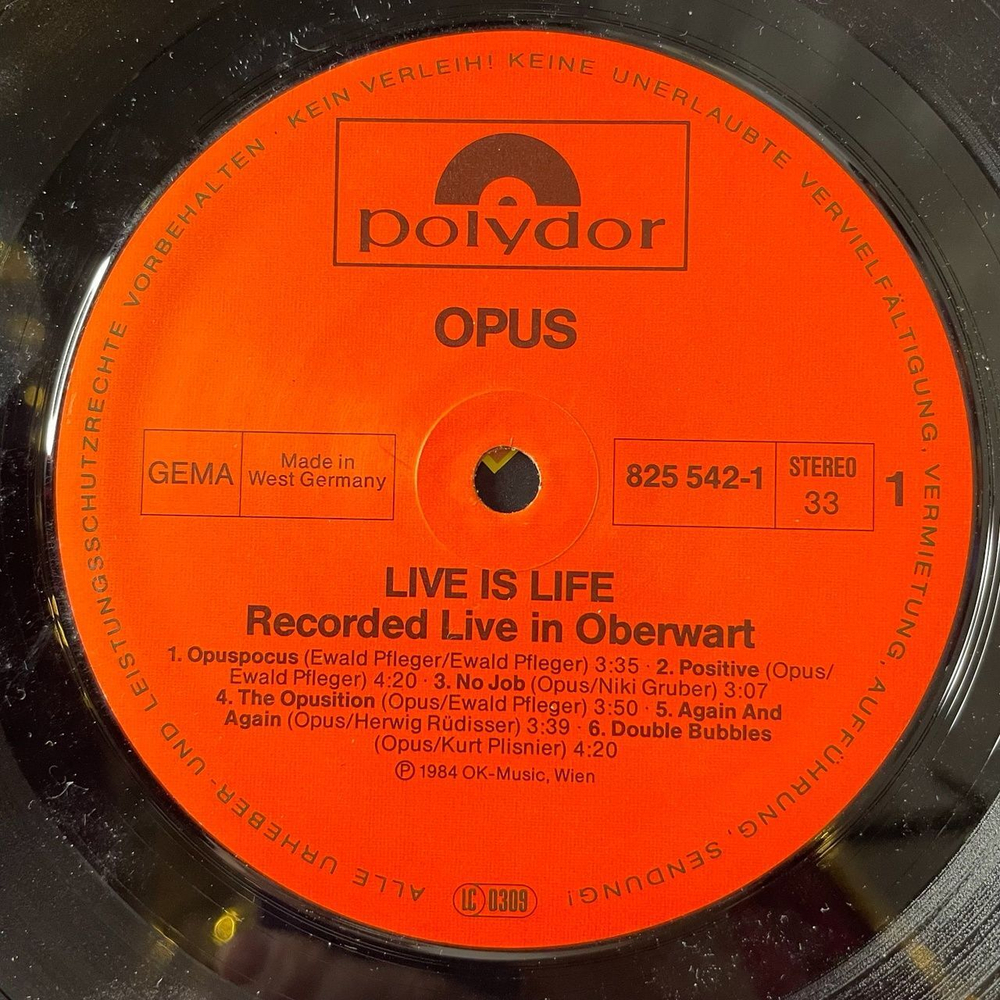 ALLE URHEBER- UND LEISTUNGSSCHUTZRECHTE VORBEHALTEN · KEIN VERLEIH! KEINE UNERLAUBTE VERVIELFÄLTIGUNG, VERMIETUNG, AUFFÜHRUNG, SENDUNG!
polydor
OPUS
GEMA
Made in
West Germany
825 542-1
STEREO
33
1
LIVE IS LIFE
Recorded Live in Oberwart
1. Opuspocus (Ewald Pfleger/Ewald Pfleger) 3:35 · 2. Positive (Opus/
Ewald Pfleger) 4:20 · 3. No Job (Opus/Niki Gruber) 3:07
4. The Opusition (Opus/Ewald Pfleger) 3:50 · 5. Again And
Again (Opus/Herwig Rüdisser) 3:39 · 6. Double Bubbles
(Opus/Kurt Plisnier) 4:20
℗ 1984 OK-Music, Wien
LC 0309